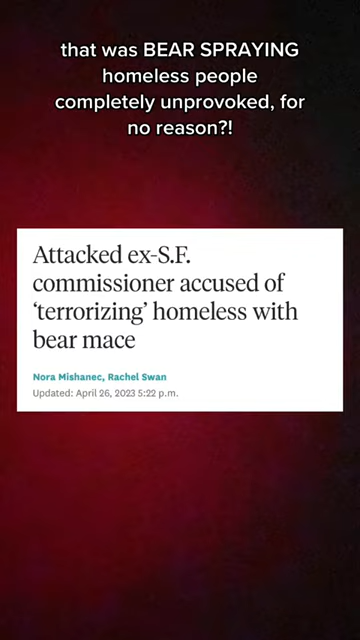 that was BEAR SPRAYING
homeless people
completely unprovoked, for
no reason?!
Attacked ex-S.F.
commissioner accused of
‘terrorizing’ homeless with
bear mace
Nora Mishanec, Rachel Swan
Updated: April 26, 2023 5:22 p.m.